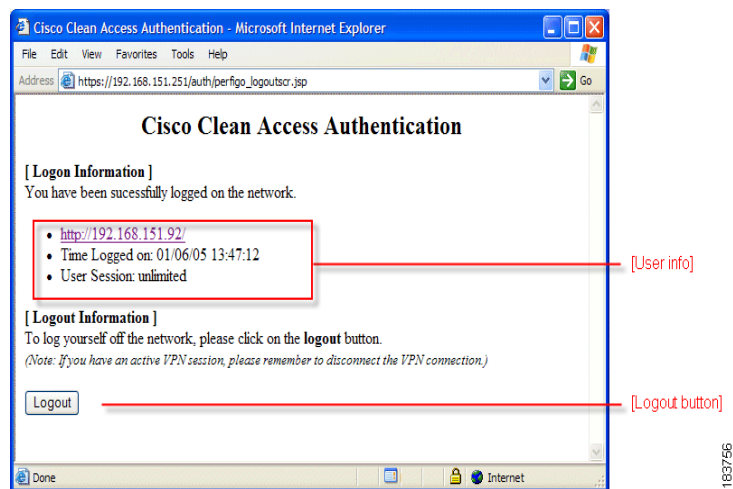 Cisco Clean Access Authentication - Microsoft Internet Explorer
File Edit View Favorites Tools Help
Address https://192.168.151.251/auth/perfigo_logoutscr.jsp Go
Cisco Clean Access Authentication
[ Logon Information ]
You have been sucessfully logged on the network.
http://192.168.151.92/
Time Logged on: 01/06/05 13:47:12
User Session: unlimited
[User info]
[ Logout Information ]
To log yourself off the network, please click on the logout button.
(Note: If you have an active VPN session, please remember to disconnect the VPN connection.)
Logout
[Logout button]
Done Internet
183756